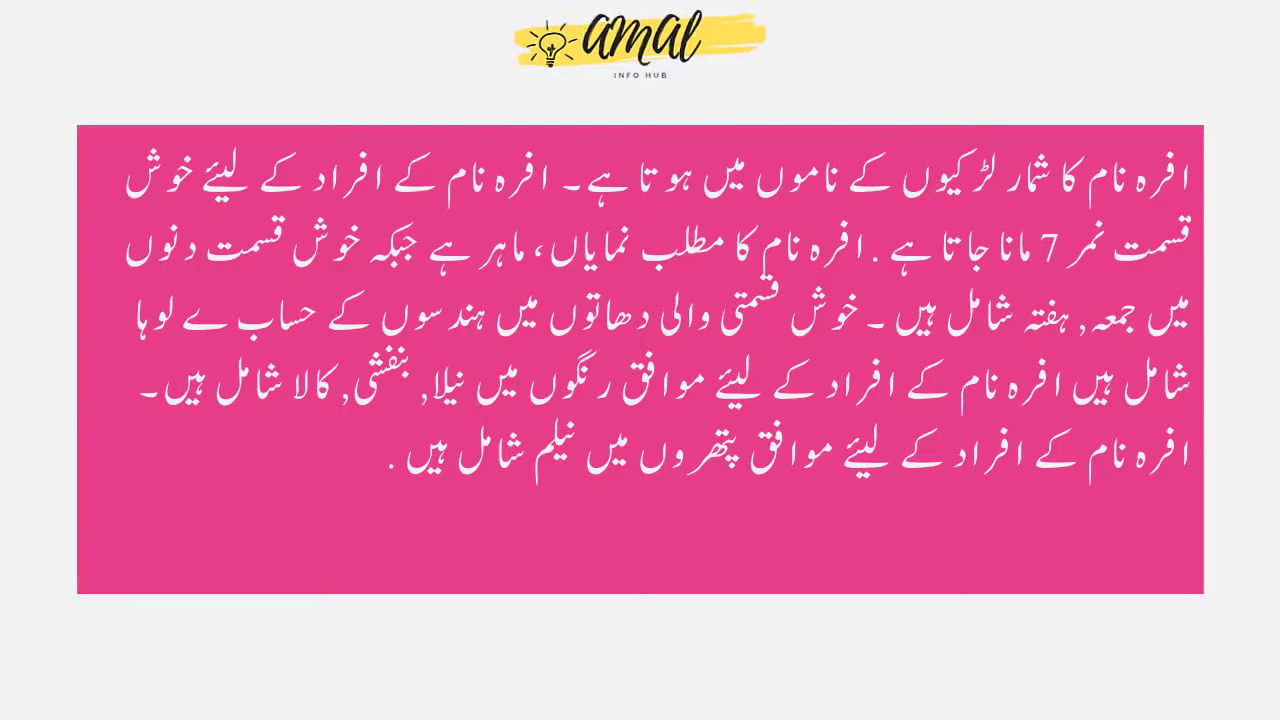 amal
INFO HUB
افرہ نام کا شمار لڑکیوں کے ناموں میں ہوتا ہے۔ افرہ نام کے افراد کے لیئے خوش
قسمت نمر 7 مانا جاتا ہے .افرہ نام کا مطلب نمایاں، ماہر ہے جبکہ خوش قسمت دنوں
میں جمعہ, ہفتہ شامل ہیں ۔ خوش قسمتی والی دھاتوں میں ہندسوں کے حساب ے لوہا
شامل ہیں افرہ نام کے افراد کے لیئے موافق رنگوں میں نیلا, بنفشی, کالا شامل ہیں۔
افرہ نام کے افراد کے لیئے موافق پتھروں میں نیلم شامل ہیں .